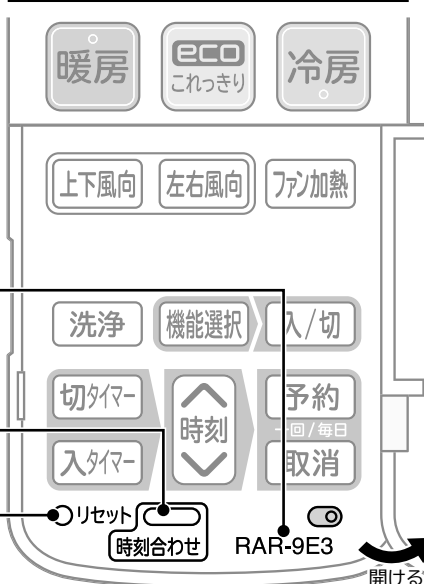 暖房
eco
これっきり
冷房
上下風向
左右風向
ファン加熱
洗浄
機能選択
入/切
切タイマー
時刻
予約
一回/毎日
入タイマー
取消
リセット
時刻合わせ
RAR-9E3
開ける